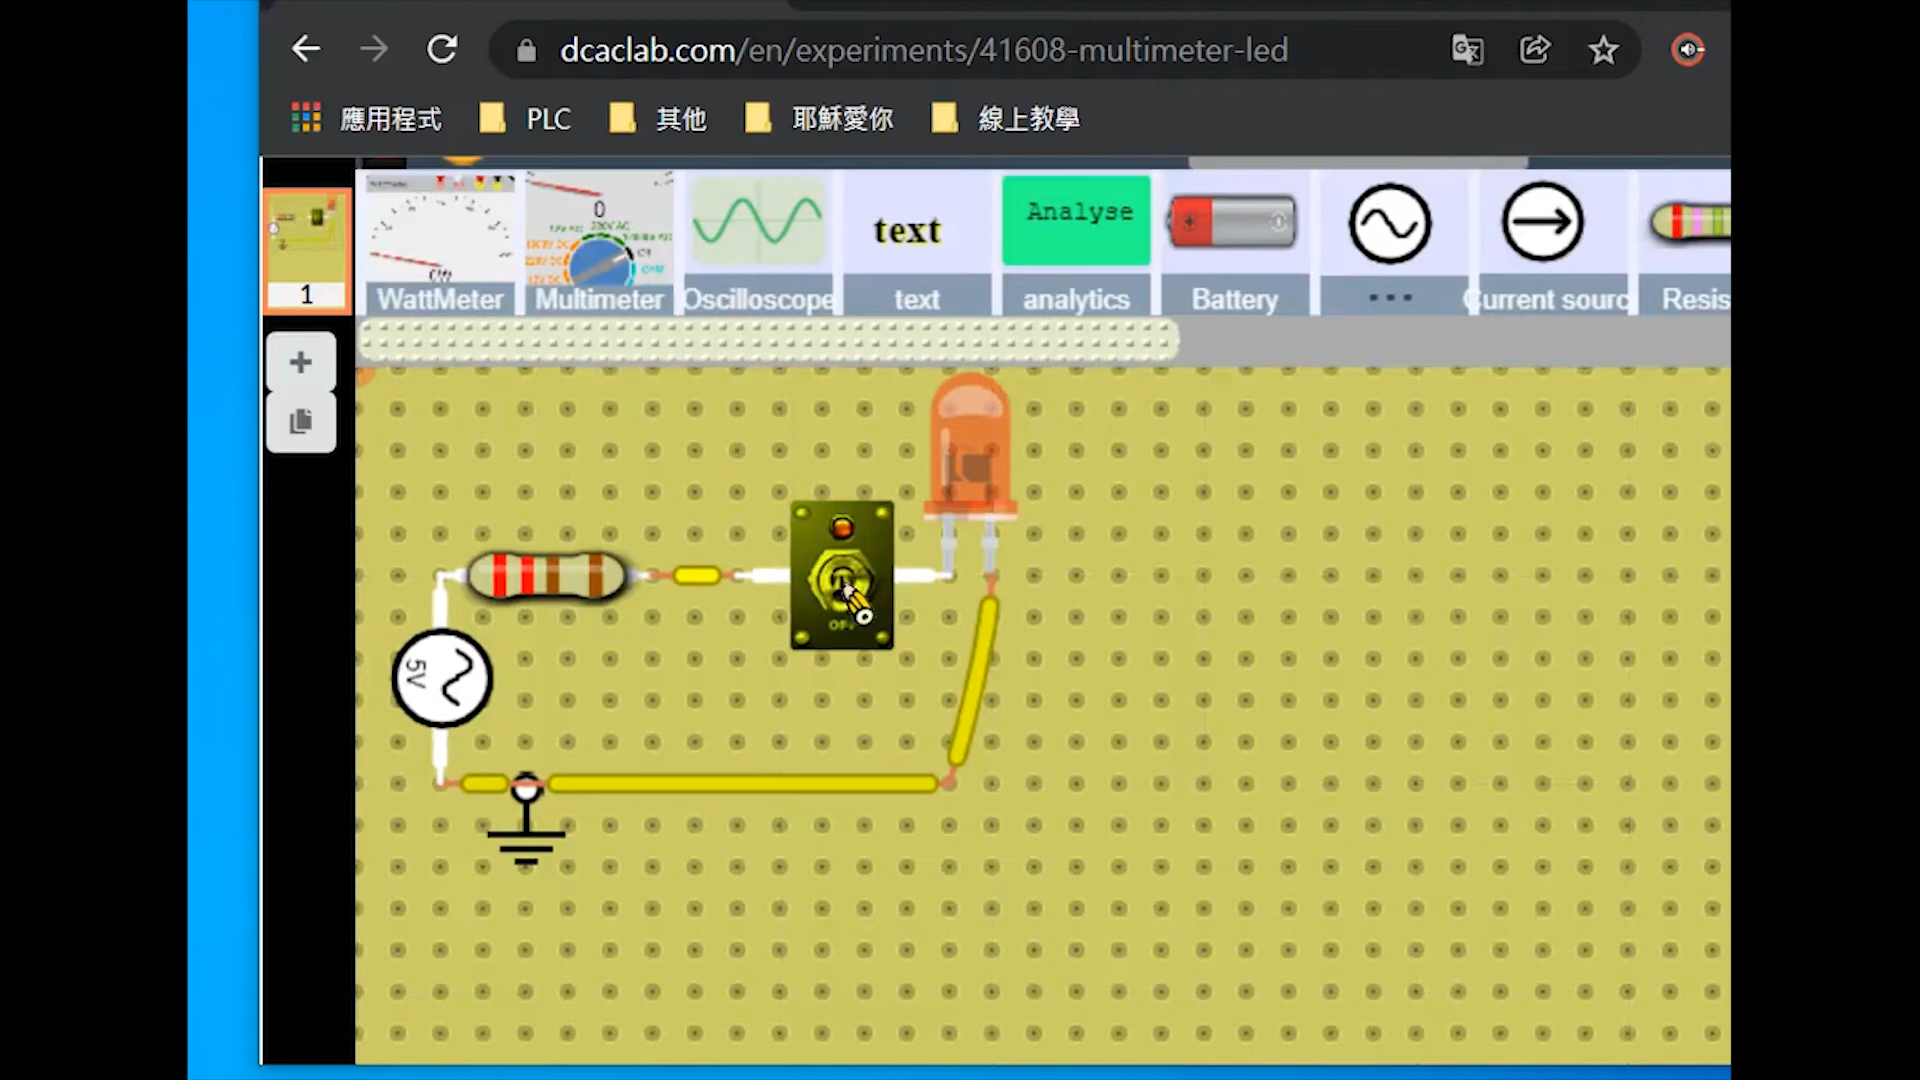 dcaclab.com/en/experiments/41608-multimeter-led
應用程式 PLC 其他 耶穌愛你 線上教學
1
WattMeter Multimeter Oscilloscope text analytics Battery ... Current sourc Resis
0
text
Analyse
5V